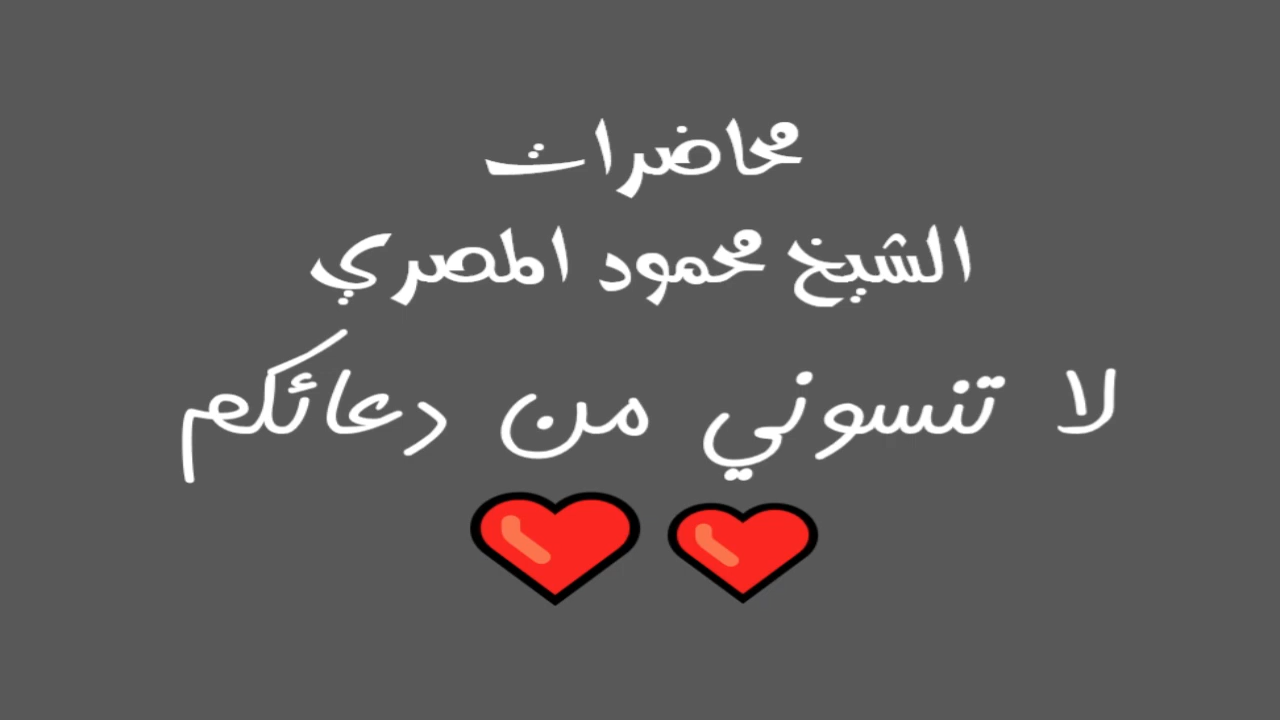 محاضرات
الشيخ محمود المصري
لا تنسوني من دعائكم